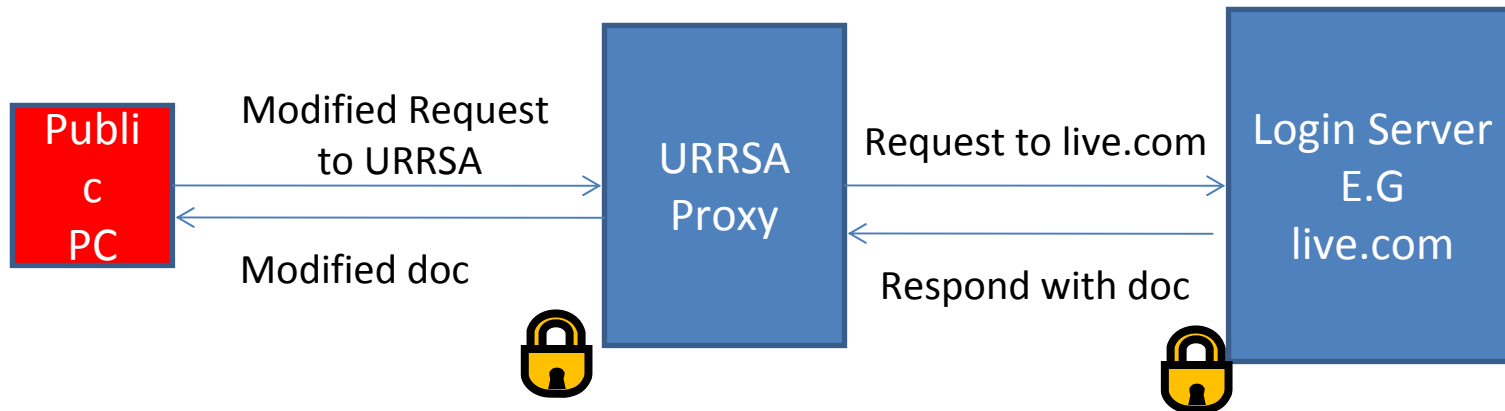 Publi
c
PC
Modified Request
to URRSA
Modified doc
URRSA
Proxy
Request to live.com
Respond with doc
Login Server
E.G
live.com